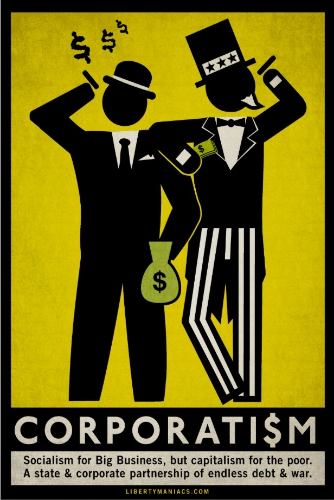 $ $ $
$
$
CORPORATI$M
Socialism for Big Business, but capitalism for the poor.
A state & corporate partnership of endless debt & war.
LIBERTYMANIACS.COM